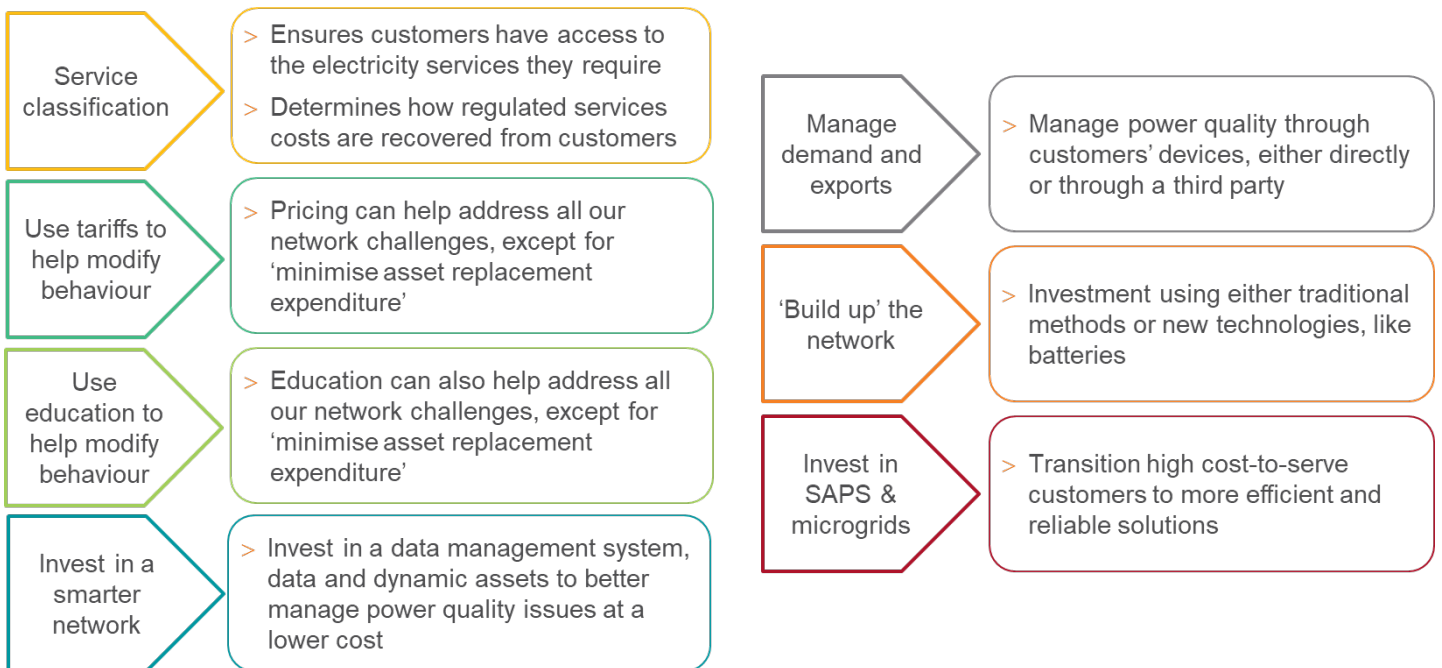 Service
classification
> Ensures customers have access to
the electricity services they require
> Determines how regulated services
costs are recovered from customers
Use tariffs to
help modify
behaviour
> Pricing can help address all our
network challenges, except for
‘minimise asset replacement
expenditure’
Use
education to
help modify
behaviour
> Education can also help address all
our network challenges, except for
‘minimise asset replacement
expenditure’
Invest in a
smarter
network
> Invest in a data management system,
data and dynamic assets to better
manage power quality issues at a
lower cost
Manage
demand and
exports
> Manage power quality through
customers’ devices, either directly
or through a third party
‘Build up’ the
network
> Investment using either traditional
methods or new technologies, like
batteries
Invest in
SAPS &
microgrids
> Transition high cost-to-serve
customers to more efficient and
reliable solutions